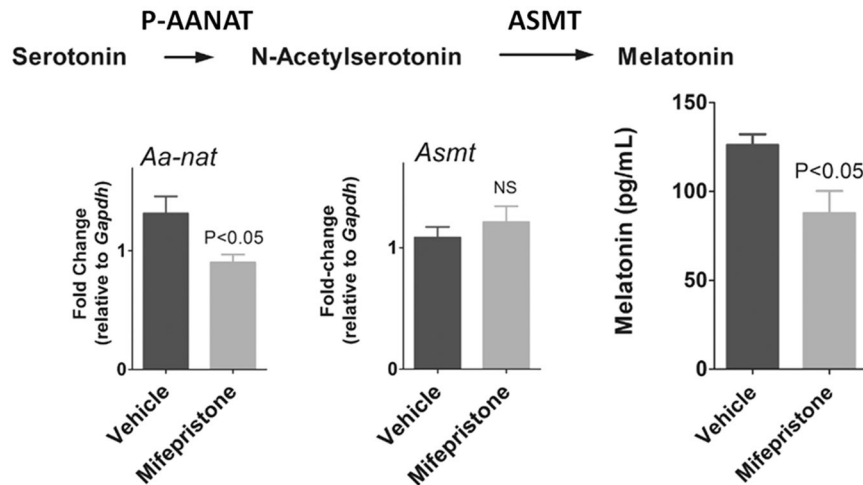 P-AANAT ASMT
Serotonin N-Acetylserotonin Melatonin
Aa-nat
Fold Change
(relative to Gapdh)
1
0
P<0.05
Vehicle
Mifepristone
Asmt
Fold-change
(relative to Gapdh)
1
0
NS
Vehicle
Mifepristone
Melatonin (pg/mL)
150
100
50
0
P<0.05
Vehicle
Mifepristone